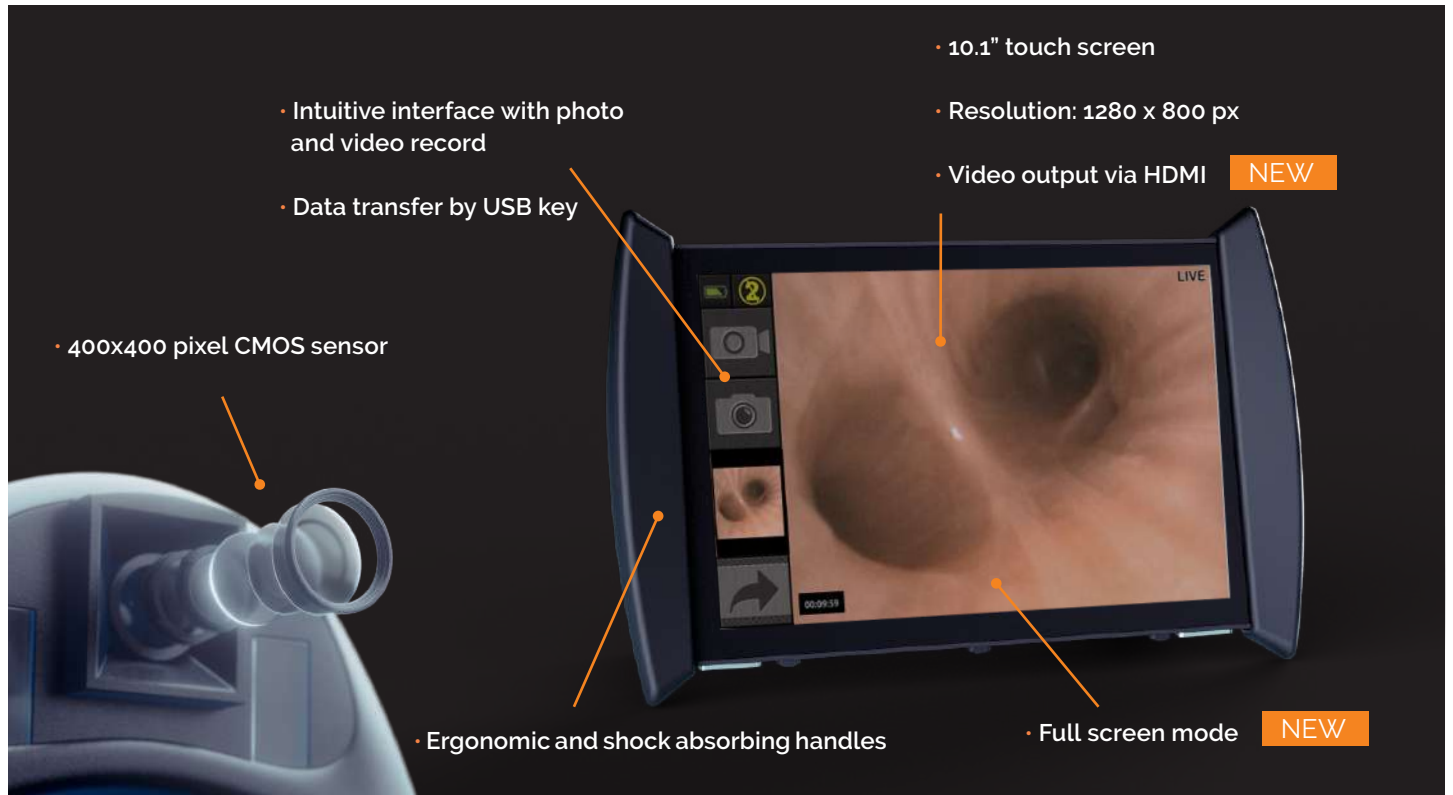 · 10.1” touch screen
· Intuitive interface with photo
and video record
· Resolution: 1280 x 800 px
· Video output via HDMI NEW
· Data transfer by USB key
LIVE
2
· 400x400 pixel CMOS sensor
00:09:59
· Ergonomic and shock absorbing handles
· Full screen mode NEW